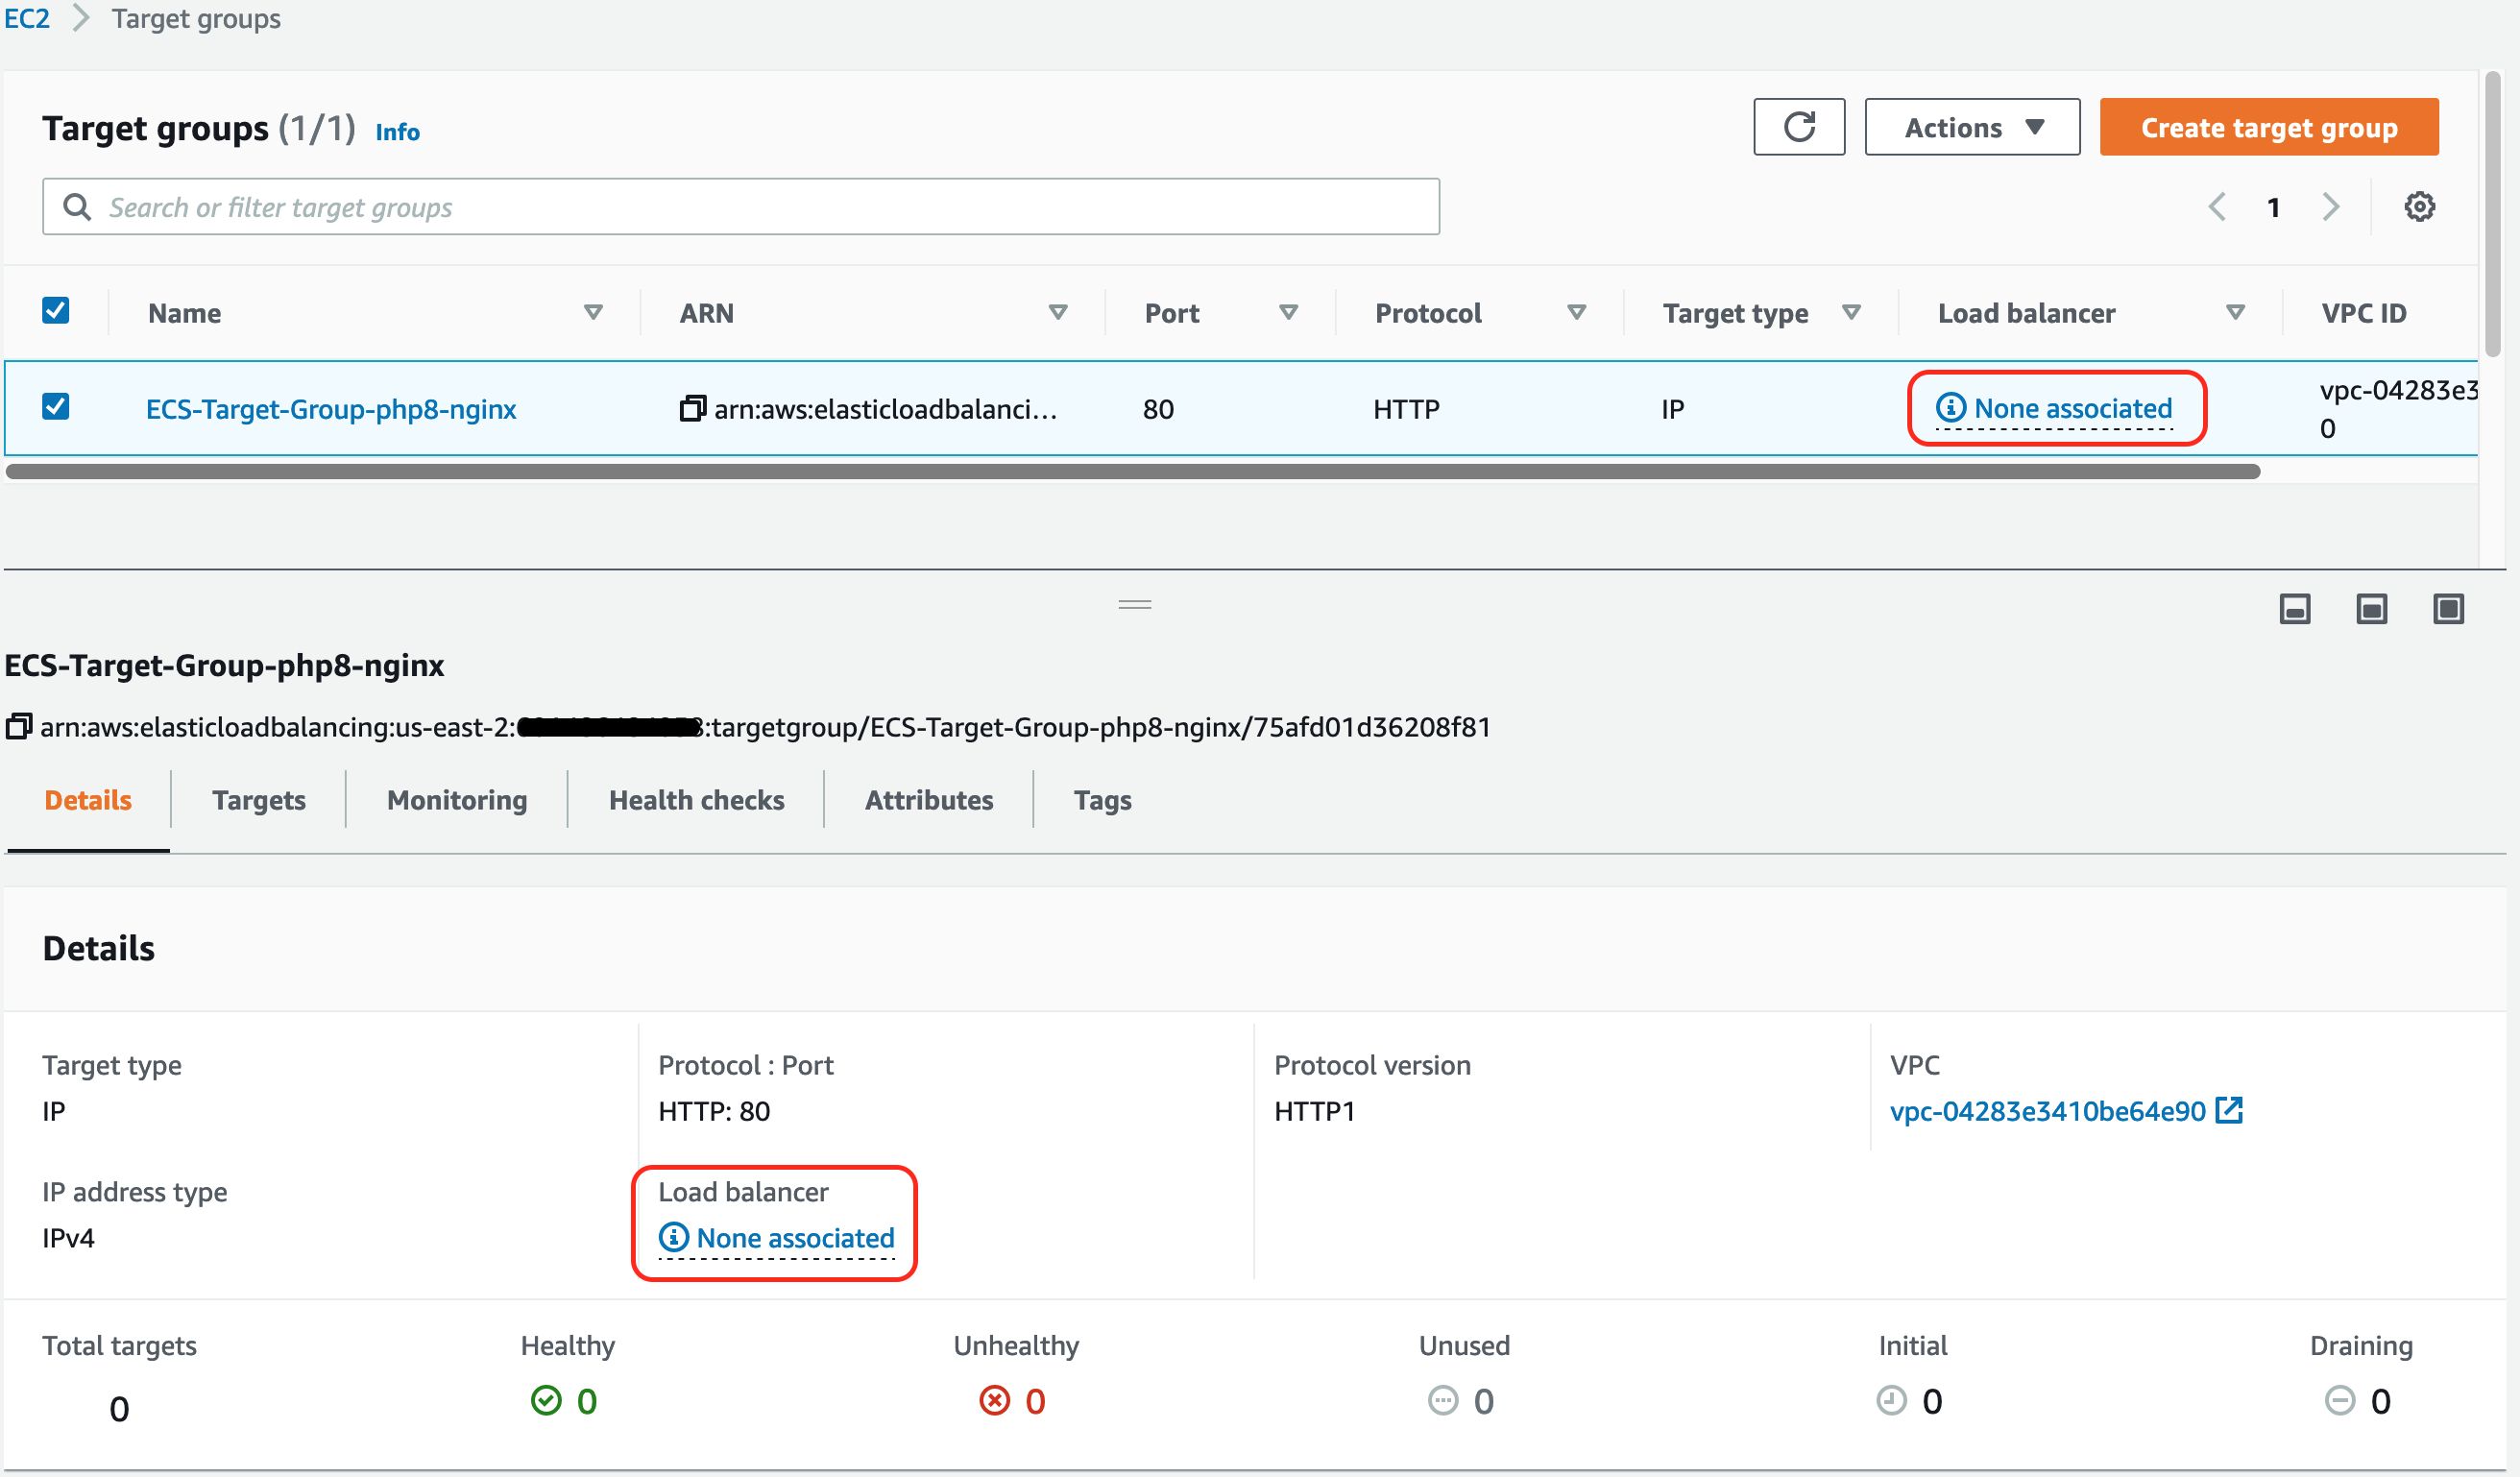 EC2 > Target groups
Target groups (1/1) Info
Actions
Create target group
Search or filter target groups
1
Name ARN Port Protocol Target type Load balancer VPC ID
ECS-Target-Group-php8-nginx arn:aws:elasticloadbalanci... 80 HTTP IP None associated vpc-04283e3
0
ECS-Target-Group-php8-nginx
arn:aws:elasticloadbalancing:us-east-2: :targetgroup/ECS-Target-Group-php8-nginx/75afd01d36208f81
Details Targets Monitoring Health checks Attributes Tags
Details
Target type Protocol : Port Protocol version VPC
IP HTTP: 80 HTTP1 vpc-04283e3410be64e90
IP address type Load balancer
IPv4 None associated
Total targets Healthy Unhealthy Unused Initial Draining
0 0 0 0 0 0